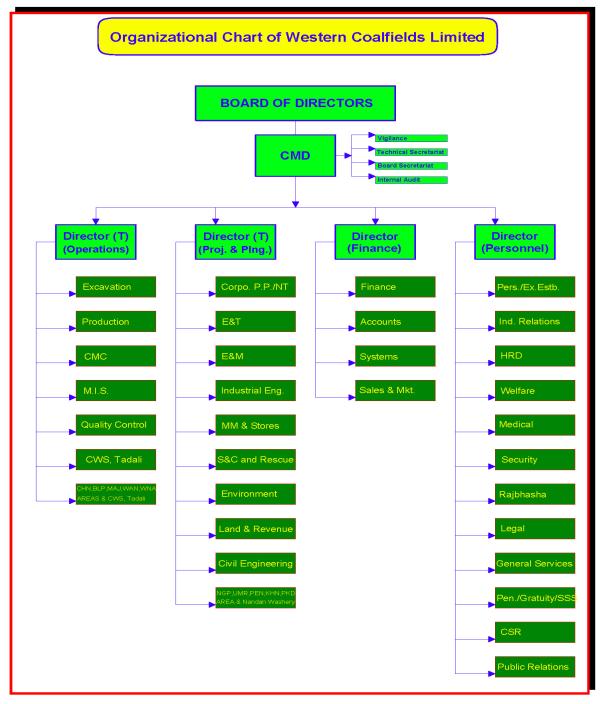 Organizational Chart of Western Coalfields Limited
BOARD OF DIRECTORS
CMD
Vigilance
Technical Secretariat
Board Secretariat
Internal Audit
Director (T)
(Operations)
Excavation
Production
CMC
M.I.S.
Quality Control
CWS, Tadali
CHN,BLP,MAJ,WAN,WNA
AREAS & CWS, Tadali
Director (T)
(Proj. & Plng.)
Corpo. P.P./NT
E&T
E&M
Industrial Eng.
MM & Stores
S&C and Rescue
Environment
Land & Revenue
Civil Engineering
NGP,UMR,PEN,KHN,PKD
AREA & Nandan Washery
Director
(Finance)
Finance
Accounts
Systems
Sales & Mkt.
Director
(Personnel)
Pers./Ex.Estb.
Ind. Relations
HRD
Welfare
Medical
Security
Rajbhasha
Legal
General Services
Pen./Gratuity/SSS
CSR
Public Relations